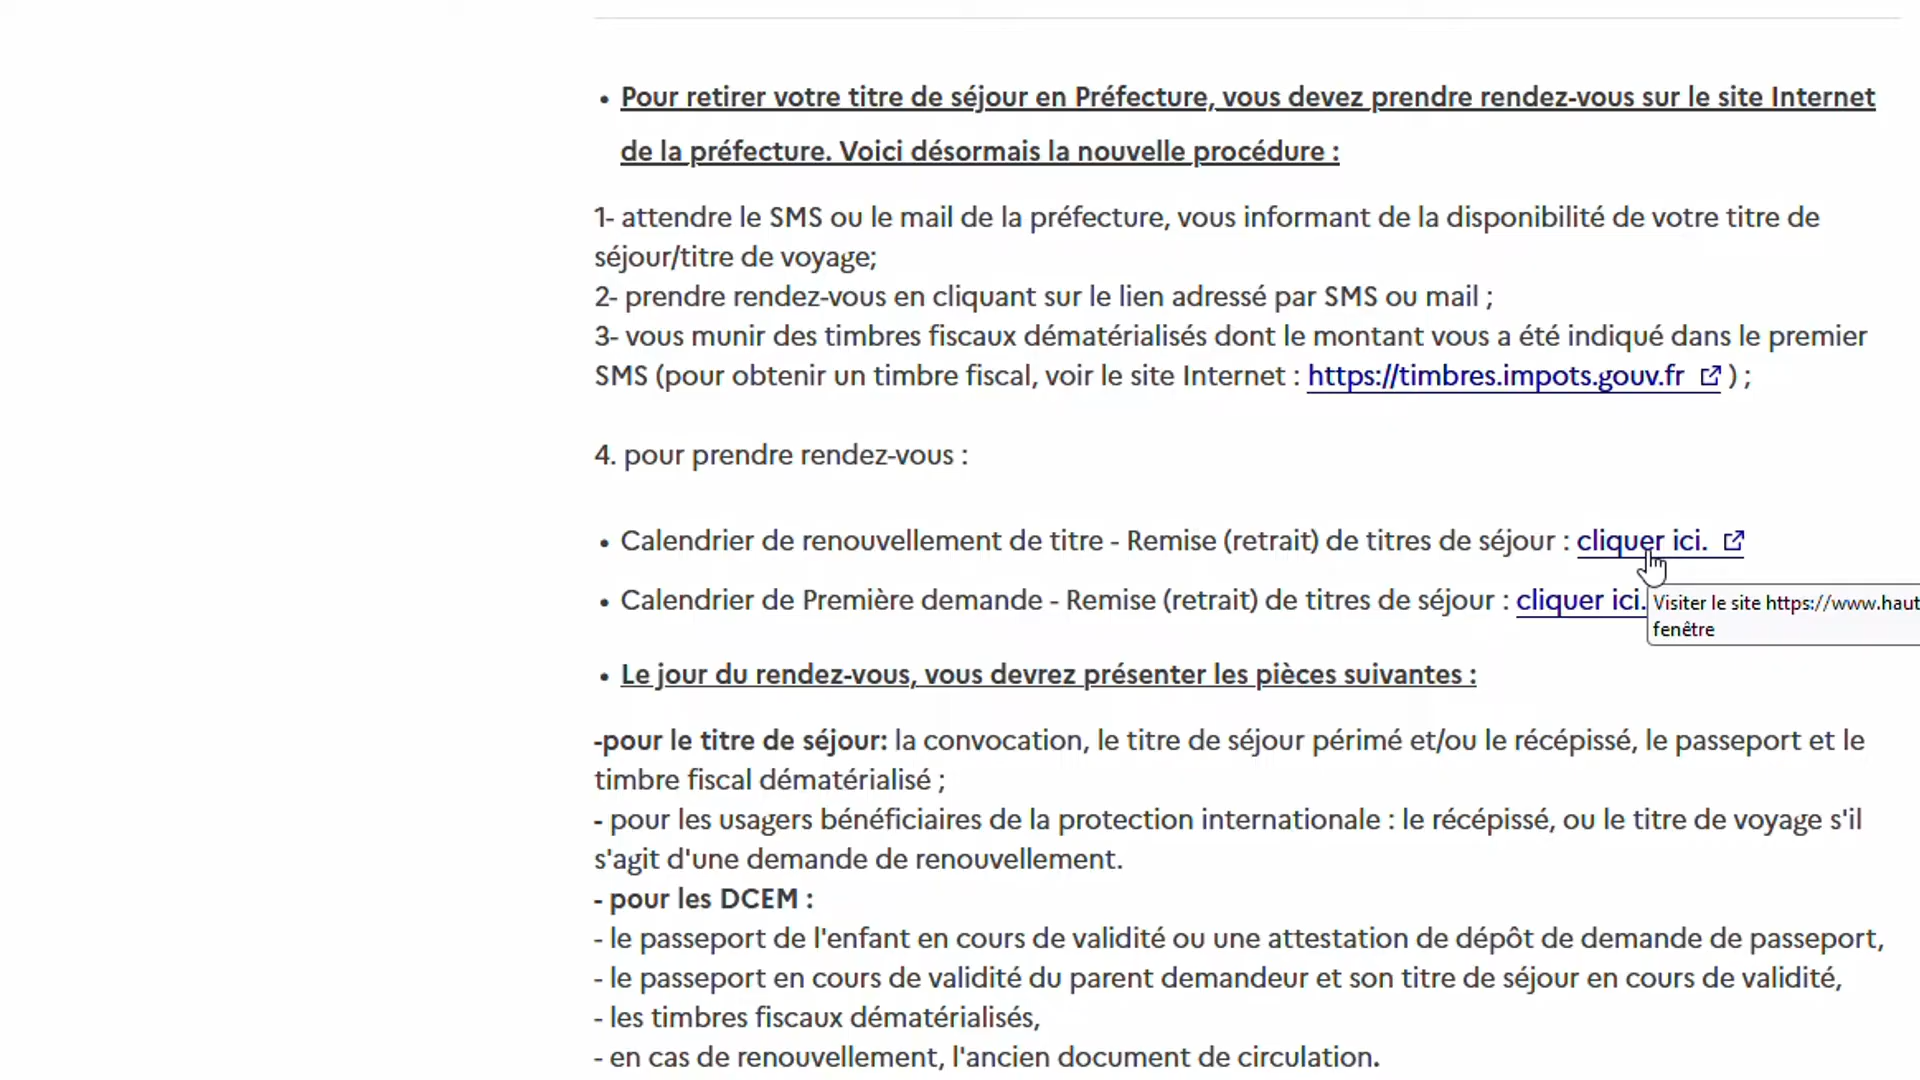 • Pour retirer votre titre de séjour en Préfecture, vous devez prendre rendez-vous sur le site Internet
de la préfecture. Voici désormais la nouvelle procédure :
1- attendre le SMS ou le mail de la préfecture, vous informant de la disponibilité de votre titre de
séjour/titre de voyage;
2- prendre rendez-vous en cliquant sur le lien adressé par SMS ou mail ;
3- vous munir des timbres fiscaux dématérialisés dont le montant vous a été indiqué dans le premier
SMS (pour obtenir un timbre fiscal, voir le site Internet : https://timbres.impots.gouv.fr ) ;
4. pour prendre rendez-vous :
• Calendrier de renouvellement de titre - Remise (retrait) de titres de séjour : cliquer ici.
• Calendrier de Première demande - Remise (retrait) de titres de séjour : cliquer ici.
Visiter le site https://www.haut
fenêtre
• Le jour du rendez-vous, vous devrez présenter les pièces suivantes :
-pour le titre de séjour: la convocation, le titre de séjour périmé et/ou le récépissé, le passeport et le
timbre fiscal dématérialisé ;
- pour les usagers bénéficiaires de la protection internationale : le récépissé, ou le titre de voyage s'il
s'agit d'une demande de renouvellement.
- pour les DCEM :
- le passeport de l'enfant en cours de validité ou une attestation de dépôt de demande de passeport,
- le passeport en cours de validité du parent demandeur et son titre de séjour en cours de validité,
- les timbres fiscaux dématérialisés,
- en cas de renouvellement, l'ancien document de circulation.